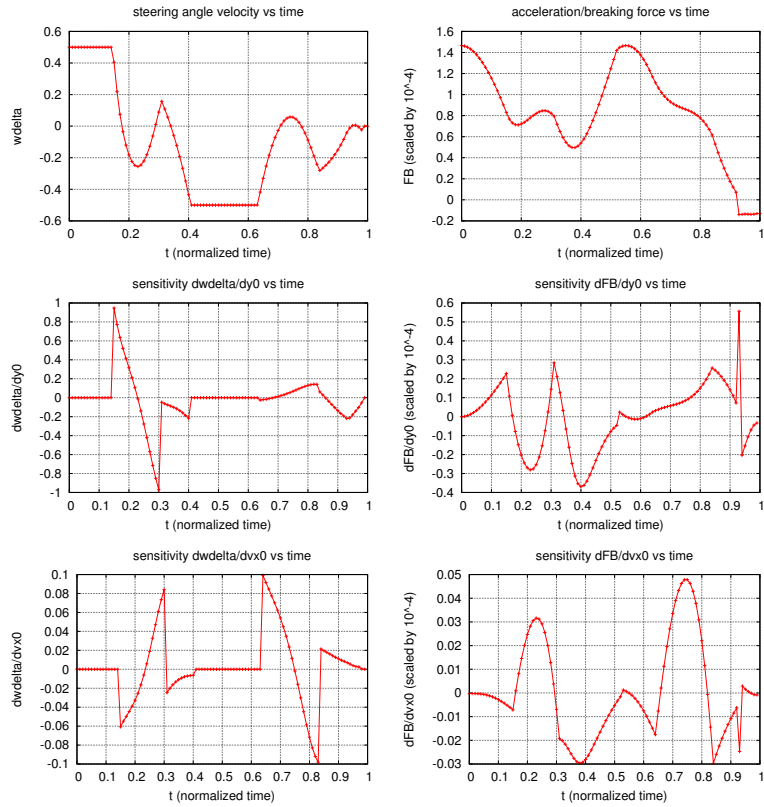 steering angle velocity vs time
0.6
0.4
0.2
0
-0.2
-0.4
-0.6
wdelta
0 0.2 0.4 0.6 0.8 1
t (normalized time)
acceleration/breaking force vs time
1.6
1.4
1.2
1
0.8
0.6
0.4
0.2
0
-0.2
FB (scaled by 10^-4)
0 0.2 0.4 0.6 0.8 1
t (normalized time)
sensitivity dwdelta/dy0 vs time
1
0.8
0.6
0.4
0.2
0
-0.2
-0.4
-0.6
-0.8
-1
dwdelta/dy0
0 0.1 0.2 0.3 0.4 0.5 0.6 0.7 0.8 0.9 1
t (normalized time)
sensitivity dFB/dy0 vs time
0.6
0.5
0.4
0.3
0.2
0.1
0
-0.1
-0.2
-0.3
-0.4
dFB/dy0 (scaled by 10^-4)
0 0.1 0.2 0.3 0.4 0.5 0.6 0.7 0.8 0.9 1
t (normalized time)
sensitivity dwdelta/dvx0 vs time
0.1
0.08
0.06
0.04
0.02
0
-0.02
-0.04
-0.06
-0.08
-0.1
dwdelta/dvx0
0 0.1 0.2 0.3 0.4 0.5 0.6 0.7 0.8 0.9 1
t (normalized time)
sensitivity dFB/dvx0 vs time
0.05
0.04
0.03
0.02
0.01
0
-0.01
-0.02
-0.03
dFB/dvx0 (scaled by 10^-4)
0 0.1 0.2 0.3 0.4 0.5 0.6 0.7 0.8 0.9 1
t (normalized time)